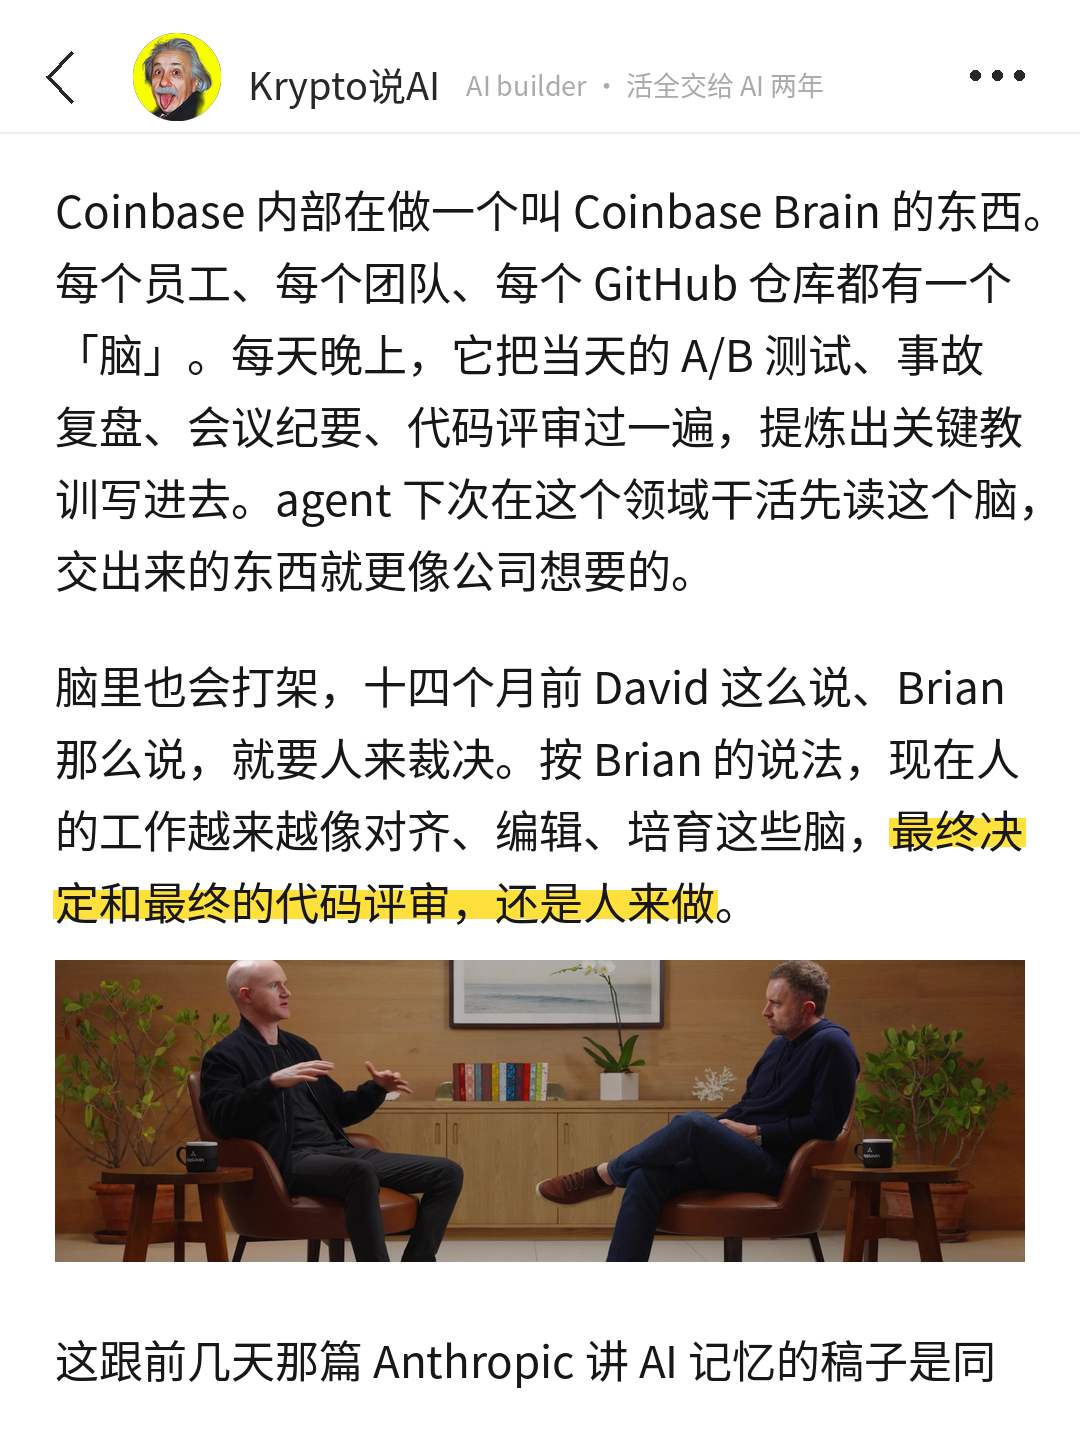 Krypto说AI AI builder · 活全交给 AI 两年
Coinbase 内部在做一个叫 Coinbase Brain 的东西。
每个员工、每个团队、每个 GitHub 仓库都有一个
「脑」。每天晚上，它把当天的 A/B 测试、事故
复盘、会议纪要、代码评审过一遍，提炼出关键教
训写进去。agent 下次在这个领域干活先读这个脑，
交出来的东西就更像公司想要的。
脑里也会打架，十四个月前 David 这么说、Brian
那么说，就要人来裁决。按 Brian 的说法，现在人
的工作越来越像对齐、编辑、培育这些脑，最终决
定和最终的代码评审，还是人来做。
这跟前几天那篇 Anthropic 讲 AI 记忆的稿子是同